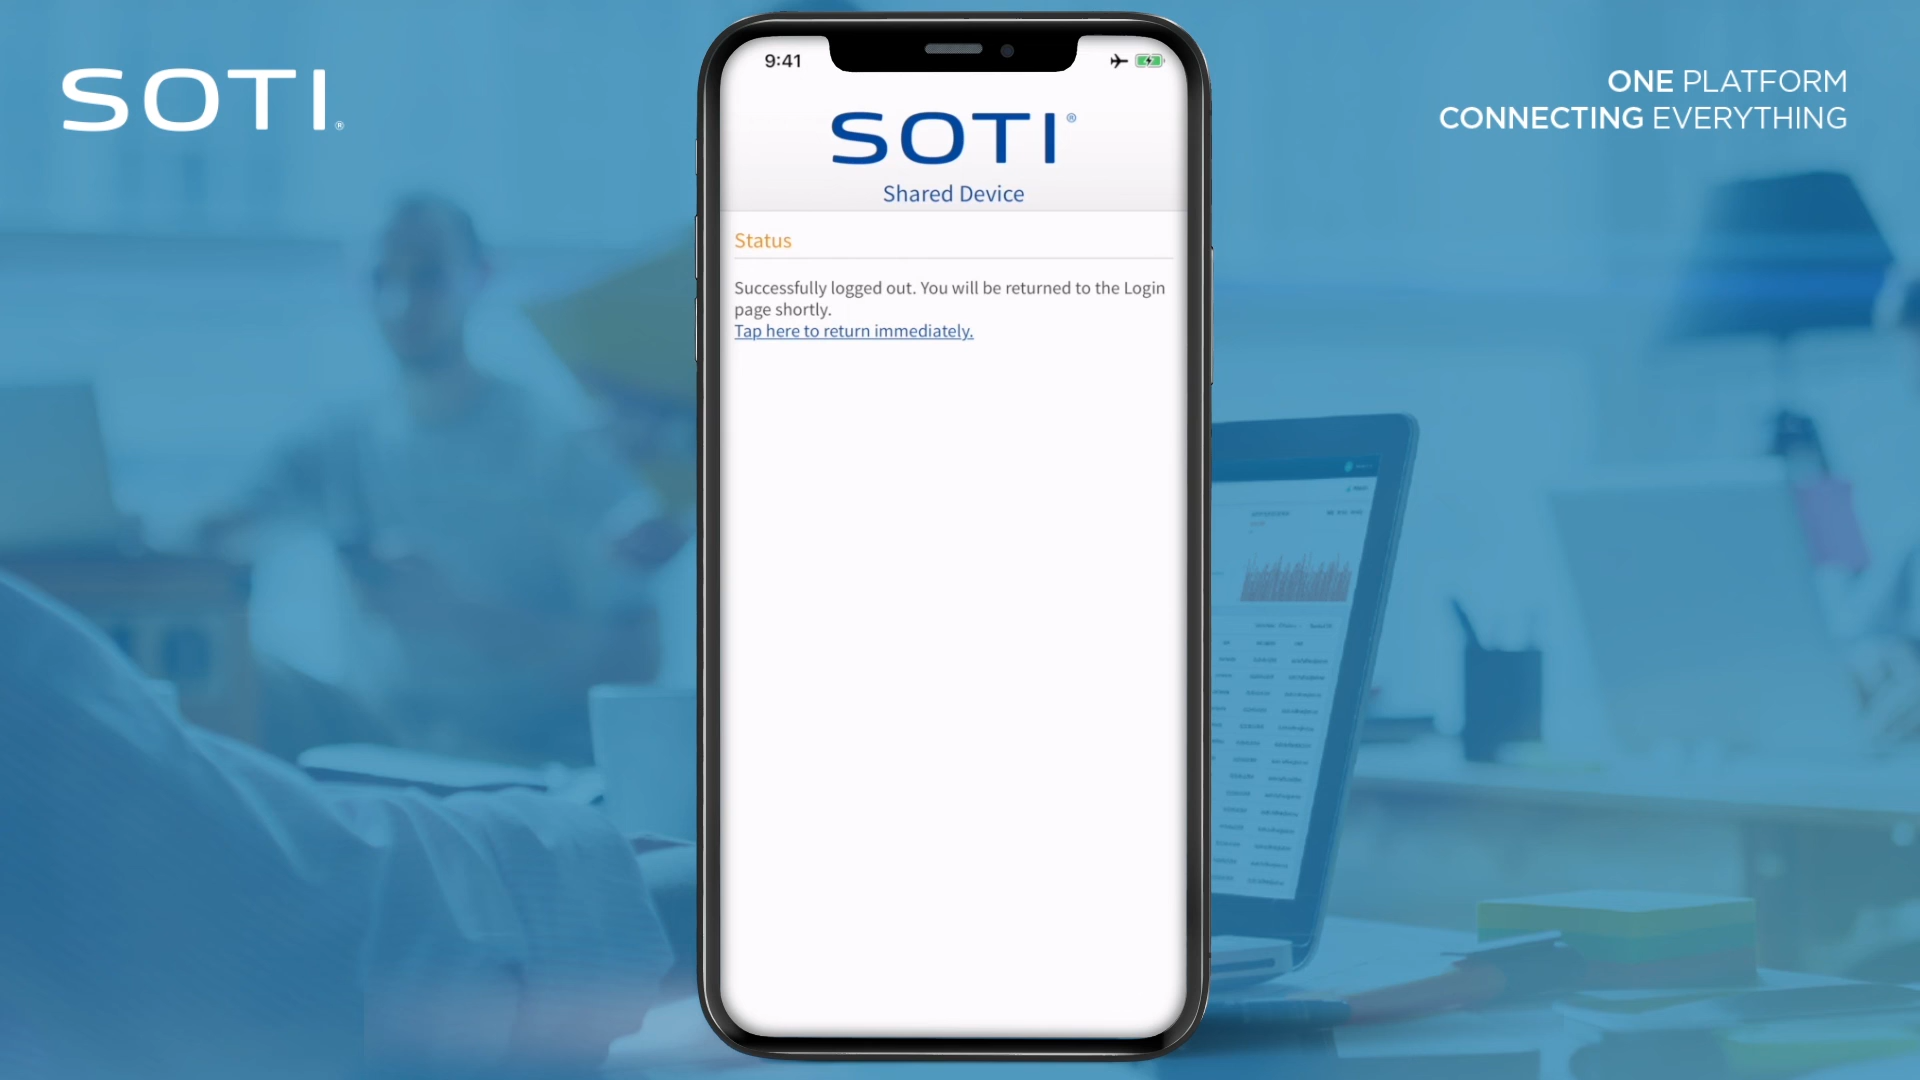 SOTI®
ONE PLATFORM
CONNECTING EVERYTHING
9:41
SOTI®
Shared Device
Status
Successfully logged out. You will be returned to the Login
page shortly.
Tap here to return immediately.